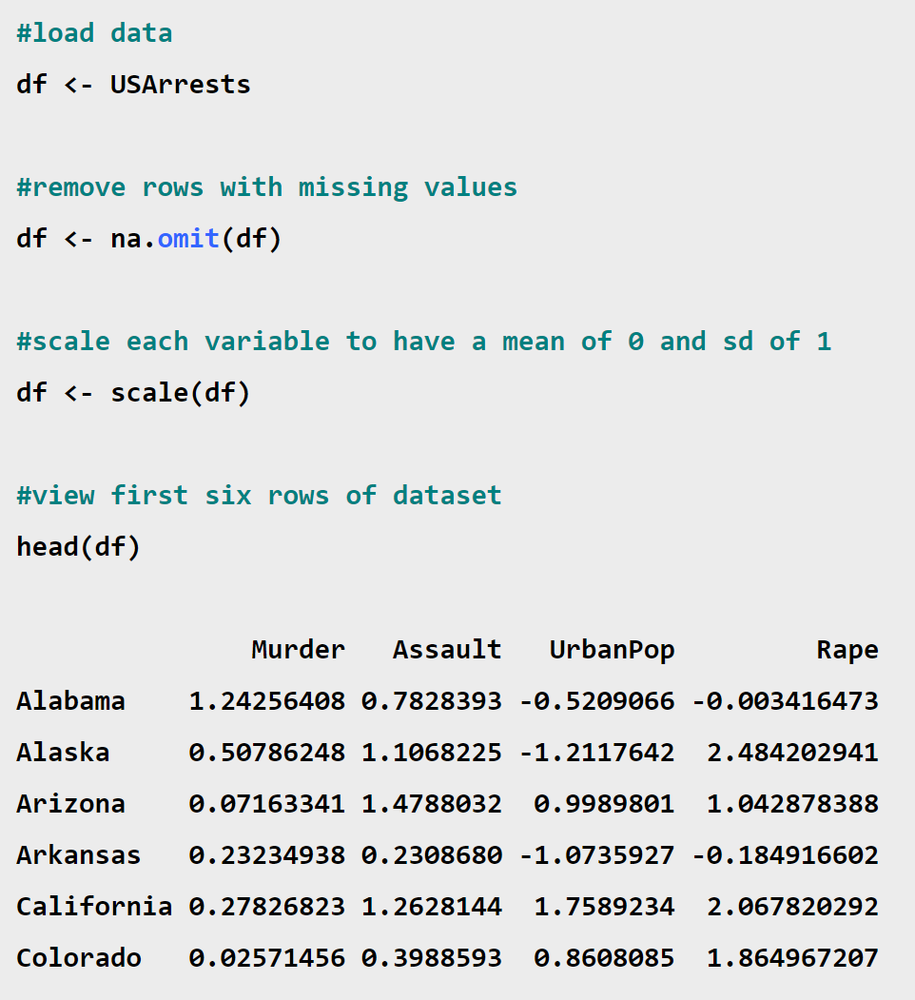 #load data
df <- USArrests
#remove rows with missing values
df <- na.omit(df)
#scale each variable to have a mean of 0 and sd of 1
df <- scale(df)
#view first six rows of dataset
head(df)
Murder Assault UrbanPop Rape
Alabama 1.24256408 0.7828393 -0.5209066 -0.003416473
Alaska 0.50786248 1.1068225 -1.2117642 2.484202941
Arizona 0.07163341 1.4788032 0.9989801 1.042878388
Arkansas 0.23234938 0.2308680 -1.0735927 -0.184916602
California 0.27826823 1.2628144 1.7589234 2.067820292
Colorado 0.02571456 0.3988593 0.8608085 1.864967207